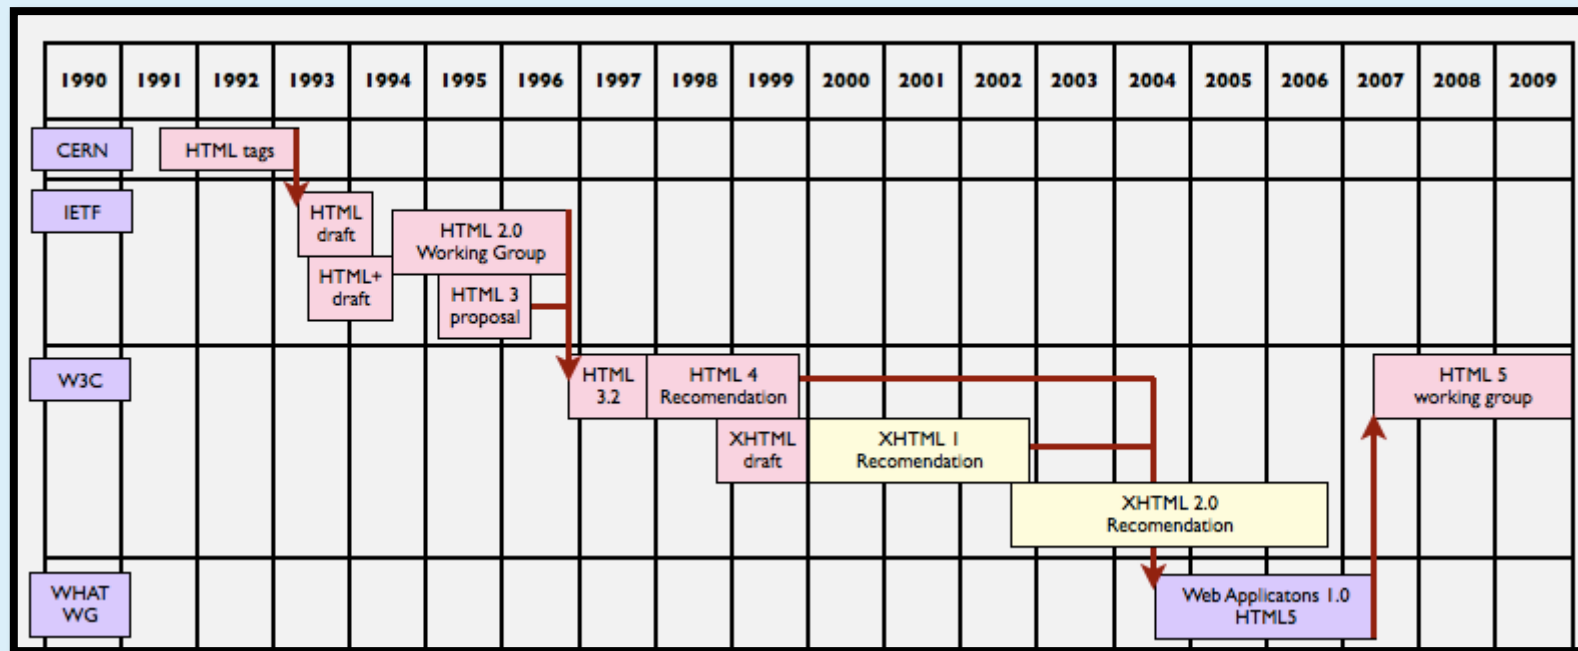 1990 1991 1992 1993 1994 1995 1996 1997 1998 1999 2000 2001 2002 2003 2004 2005 2006 2007 2008 2009
CERN
HTML tags
IETF
HTML
draft
HTML 2.0
Working Group
HTML+
draft
HTML 3
proposal
W3C
HTML
3.2
HTML 4
Recomendation
HTML 5
working group
XHTML
draft
XHTML 1
Recomendation
XHTML 2.0
Recomendation
WHAT
WG
Web Applicatons 1.0
HTML5